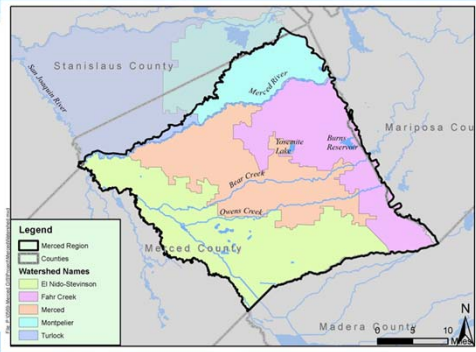 Stanislaus County
San Joaquin River
Merced River
Mariposa Cou
Yosemite
Lake
Burns
Reservoir
Bear Creek
Owens Creek
Merced County
Madera County
Legend
Merced Region
Counties
Watershed Names
El Nido-Stevinson
Fahr Creek
Merced
Montpelier
Turlock
N
0 5 10
Miles